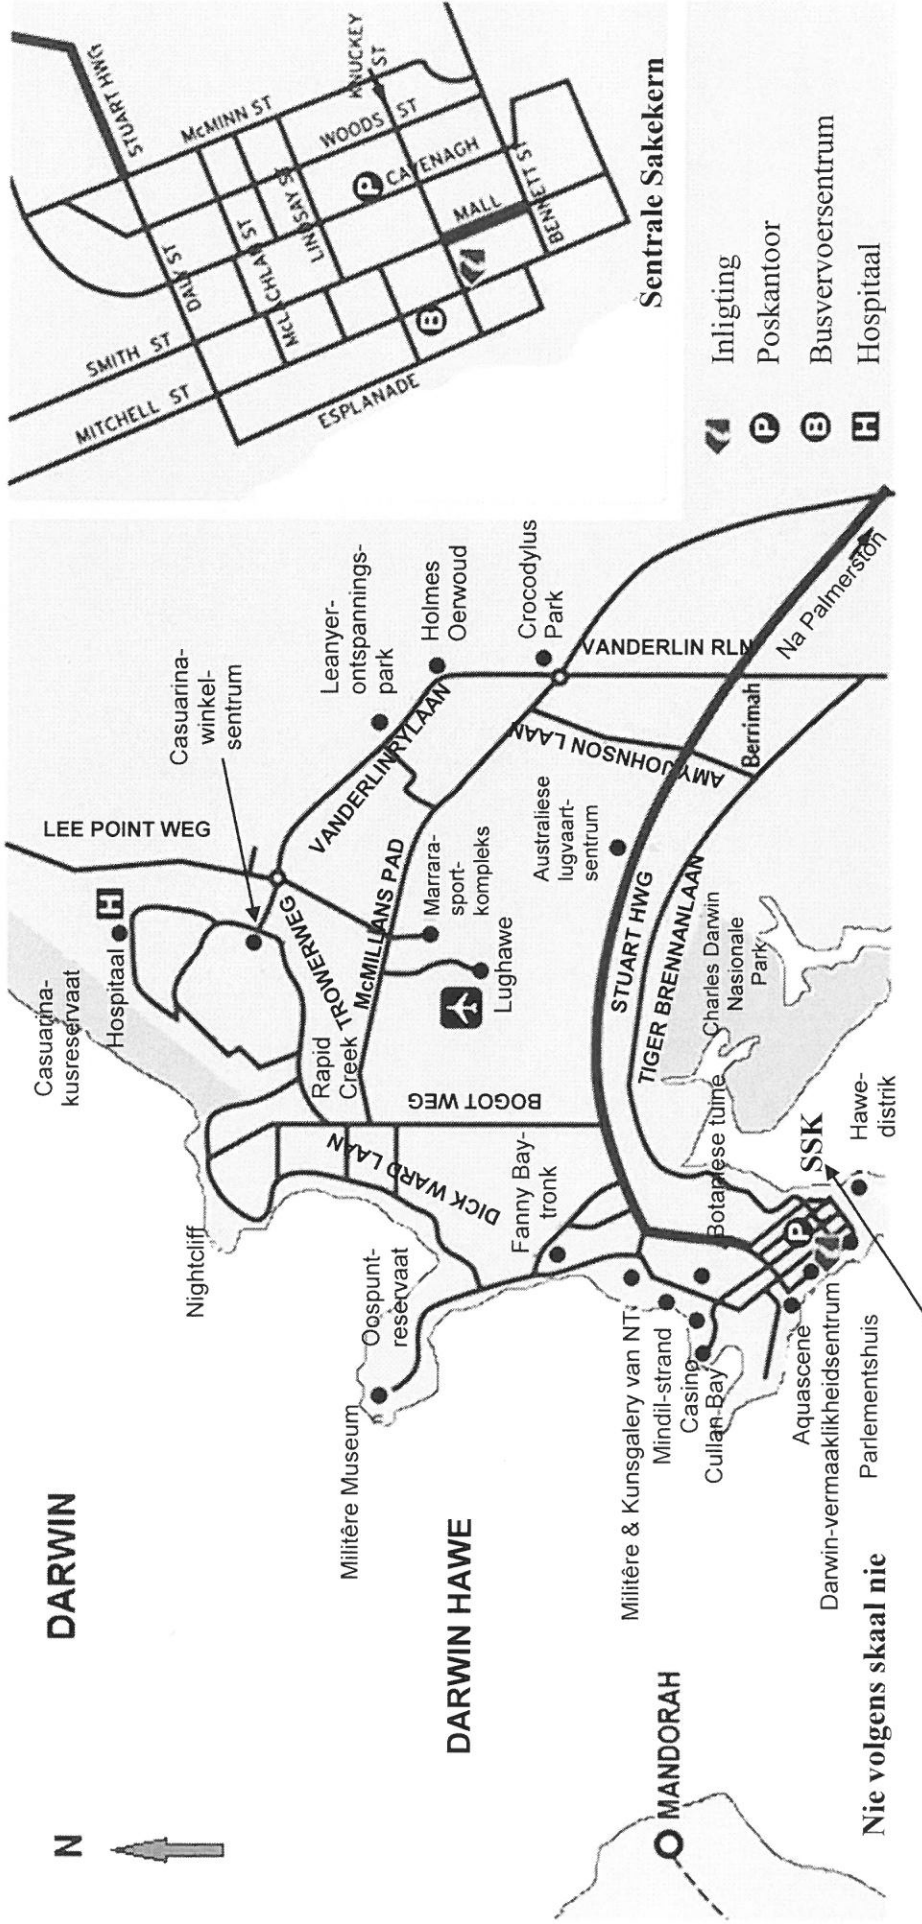 N
DARWIN
DARWIN HAWE
MANDORAH
Nie volgens skaal nie
LEE POINT WEG
Casuarina-
kusreservaat
Hospitaal
H
Casuarina-
winkel-
sentrum
Leanyer-
ontspannings-
park
Holmes
Oerwoud
Crocodylus
Park
VANDERLINRYLAAN
VANDERLIN RLN
TROWERWEG
McMILLANS PAD
Rapid
Creek
Marrara-
sport-
kompleks
Lughawe
Nightcliff
DICK WARD LAAN
BOGOT WEG
Oospunt-
reservaat
Militêre Museum
Fanny Bay-
tronk
Australiese
lugvaart-
sentrum
AMY JOHNSON LAAN
STUART HWG
TIGER BRENNANLAAN
Berrimah
Na Palmerston
Charles Darwin
Nasionale
Park
Botaniese tuine
Militêre & Kunsgalery van NT
Mindil-strand
Casino
Cullan-Bay
Aquascene
Darwin-vermaaklikheidsentrum
Parlementshuis
P
SSK
Hawe-
distrik
STUART HWG
McMINN ST
DALY ST
SMITH ST
MITCHELL ST
McLACHLAN ST
LINDSAY ST
WOODS ST
KNUCKEY
ST
P
CAVENAGH
MALL
BENNETT ST
B
ESPLANADE
Sentrale Sakekern
Inligting
P Poskantoor
B Busvervoersentrum
H Hospitaal